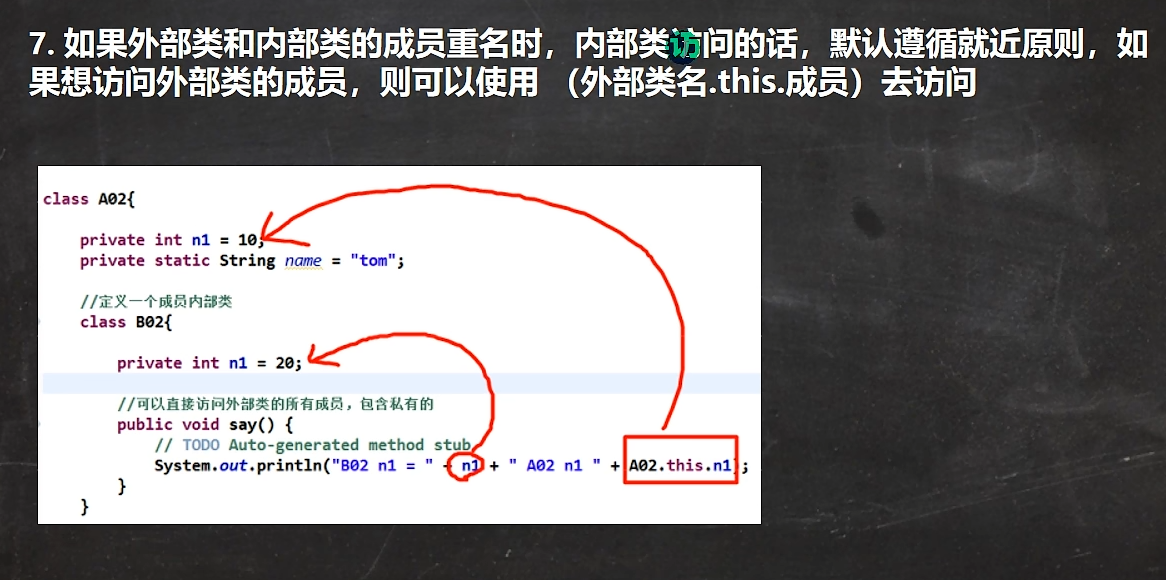 7. 如果外部类和内部类的成员重名时，内部类访问的话，默认遵循就近原则，如
果想访问外部类的成员，则可以使用 （外部类名.this.成员）去访问
class A02{
private int n1 = 10;
private static String name = "tom";
//定义一个成员内部类
class B02{
private int n1 = 20;
//可以直接访问外部类的所有成员，包含私有的
public void say() {
// TODO Auto-generated method stub
System.out.println("B02 n1 = " + n1 + " A02 n1 " + A02.this.n1);
}
}